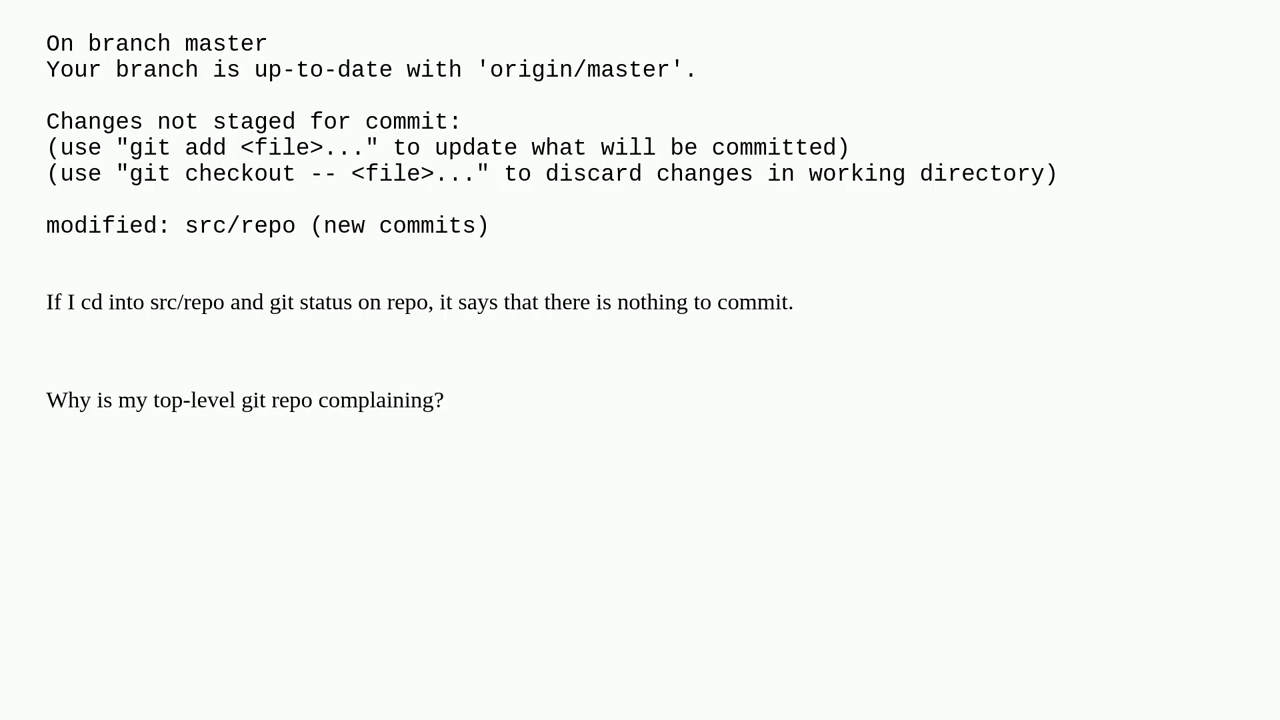 On branch master
Your branch is up-to-date with 'origin/master'.
Changes not staged for commit:
(use "git add <file>..." to update what will be committed)
(use "git checkout -- <file>..." to discard changes in working directory)
modified: src/repo (new commits)
If I cd into src/repo and git status on repo, it says that there is nothing to commit.
Why is my top-level git repo complaining?